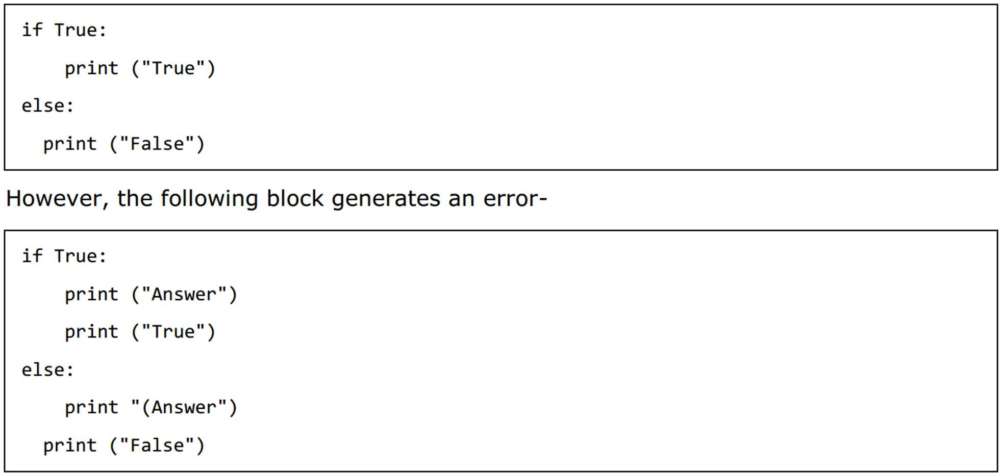 if True:
    print ("True")
else:
  print ("False")
However, the following block generates an error-
if True:
    print ("Answer")
    print ("True")
else:
    print "(Answer")
  print ("False")